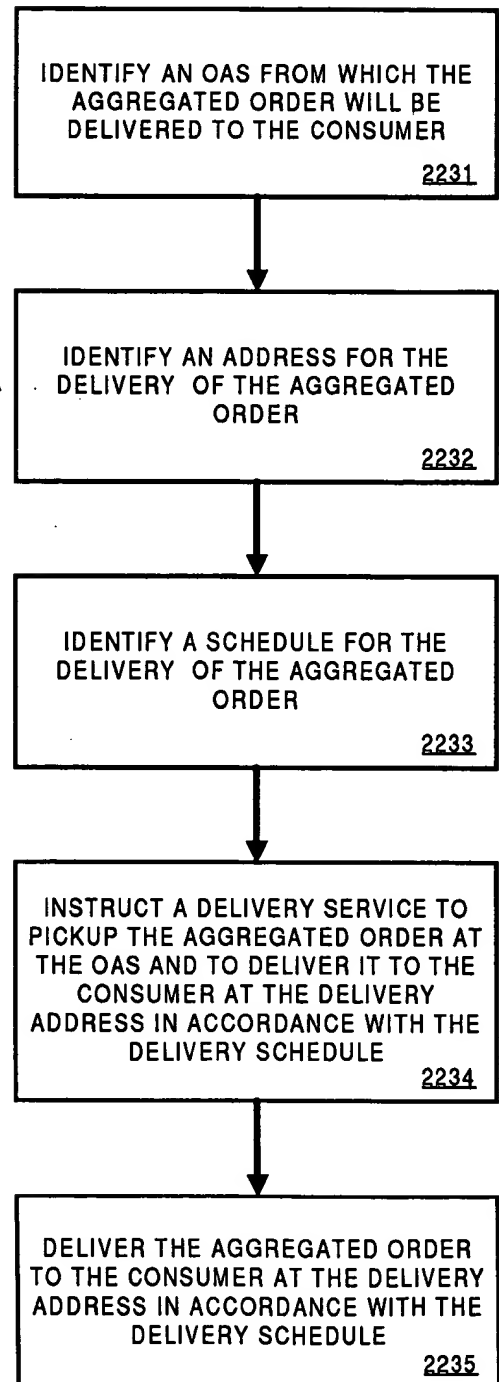 IDENTIFY AN OAS FROM WHICH THE
AGGREGATED ORDER WILL BE
DELIVERED TO THE CONSUMER
2231
IDENTIFY AN ADDRESS FOR THE
DELIVERY OF THE AGGREGATED
ORDER
2232
IDENTIFY A SCHEDULE FOR THE
DELIVERY OF THE AGGREGATED
ORDER
2233
INSTRUCT A DELIVERY SERVICE TO
PICKUP THE AGGREGATED ORDER AT
THE OAS AND TO DELIVER IT TO THE
CONSUMER AT THE DELIVERY
ADDRESS IN ACCORDANCE WITH THE
DELIVERY SCHEDULE
2234
DELIVER THE AGGREGATED ORDER
TO THE CONSUMER AT THE DELIVERY
ADDRESS IN ACCORDANCE WITH THE
DELIVERY SCHEDULE
2235